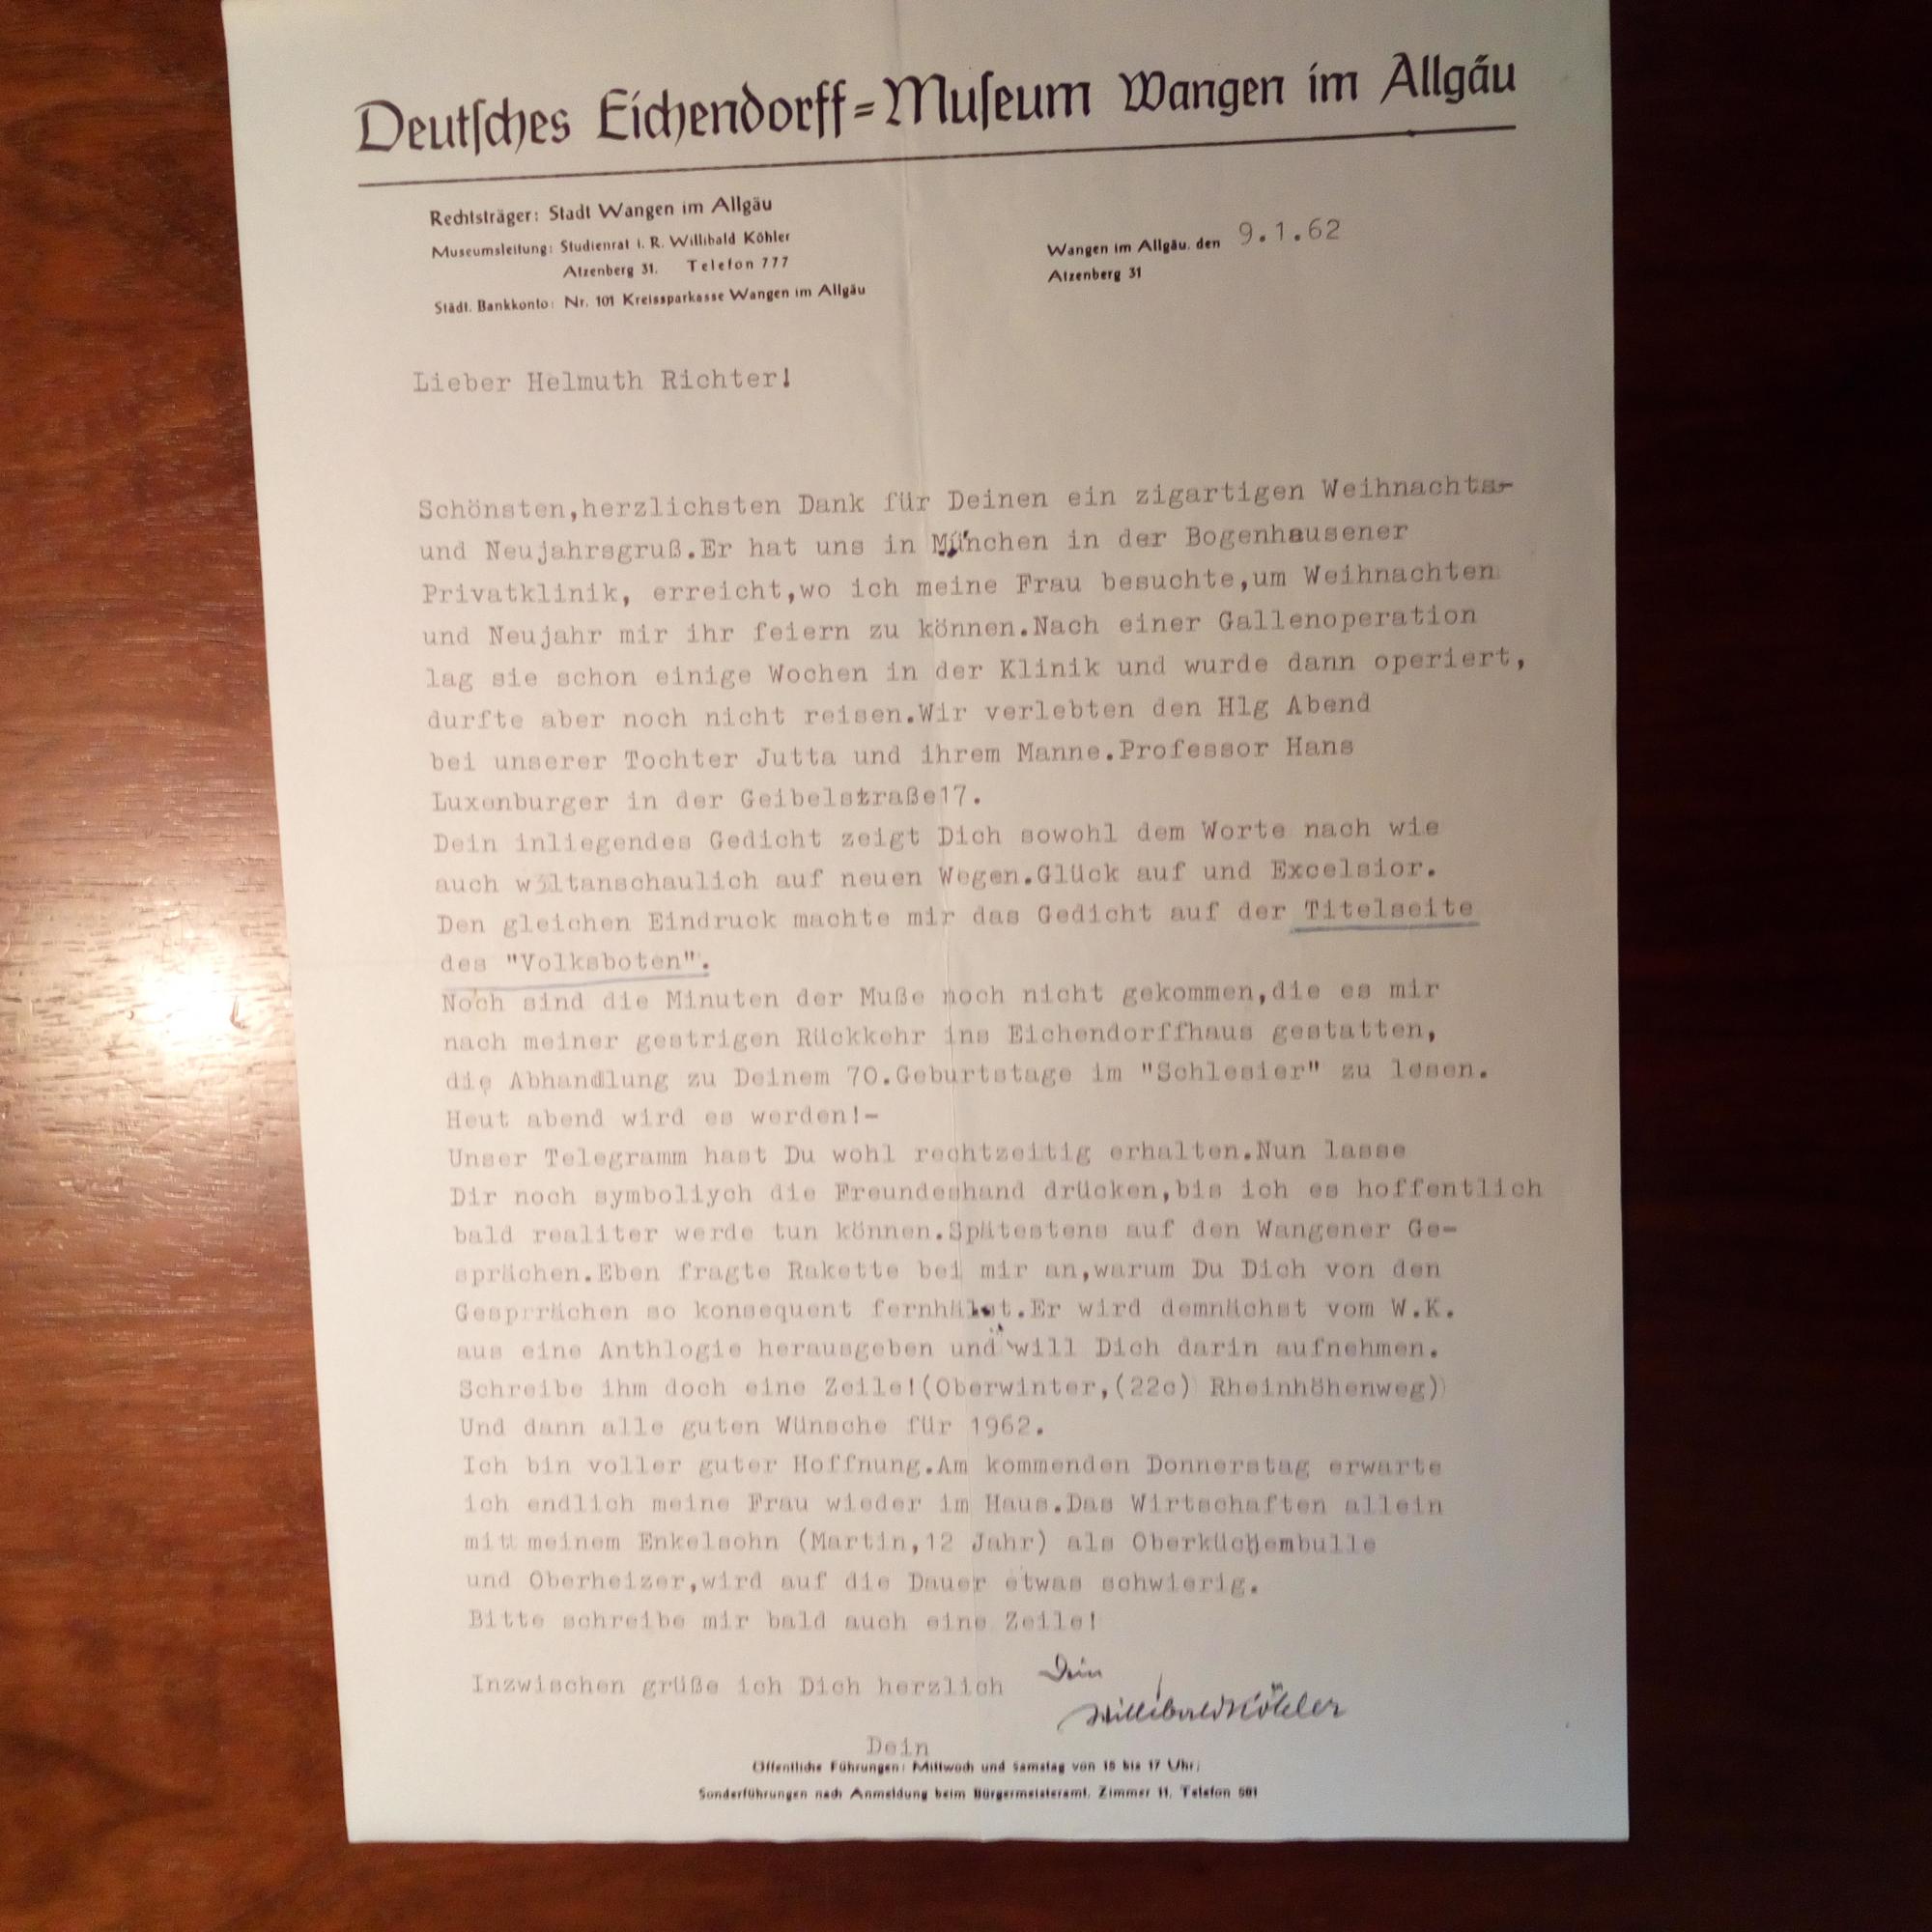 Deutsches Eichendorff=Museum Wangen im Allgäu
Rechtsträger: Stadt Wangen im Allgäu
Museumsleitung: Studienrat i. R. Willibald Köhler
Atzenberg 31. Telefon 777
Städt. Bankkonto: Nr. 101 Kreissparkasse Wangen im Allgäu
Wangen im Allgäu, den 9.1.62
Atzenberg 31
Lieber Helmuth Richter!
Schönsten,herzlichsten Dank für Deinen ein zigartigen Weihnachts-
und Neujahrsgruß.Er hat uns in München in der Bogenhausener
Privatklinik, erreicht,wo ich meine Frau besuchte,um Weihnachten
und Neujahr mir ihr feiern zu können.Nach einer Gallenoperation
lag sie schon einige Wochen in der Klinik und wurde dann operiert,
durfte aber noch nicht reisen.Wir verlebten den Hlg Abend
bei unserer Tochter Jutta und ihrem Manne.Professor Hans
Luxenburger in der Geibelstraße17.
Dein inliegendes Gedicht zeigt Dich sowohl dem Worte nach wie
auch wältanschaulich auf neuen Wegen.Glück auf und Excelsior.
Den gleichen Eindruck machte mir das Gedicht auf der Titelseite
des "Volksboten".
Noch sind die Minuten der Muße noch nicht gekommen,die es mir
nach meiner gestrigen Rückkehr ins Eichendorffhaus gestatten,
die Abhandlung zu Deinem 70.Geburtstage im "Schlesier" zu lesen.
Heut abend wird es werden!-
Unser Telegramm hast Du wohl rechtzeitig erhalten.Nun lasse
Dir noch symboliych die Freundeshand drücken,bis ich es hoffentlich
bald realiter werde tun können.Spätestens auf den Wangener Ge-
sprächen.Eben fragte Rakette bei mir an,warum Du Dich von den
Gesprrächen so konsequent fernhälst.Er wird demnächst vom W.K.
aus eine Anthlogie herausgeben und will Dich darin aufnehmen.
Schreibe ihm doch eine Zeile!(Oberwinter,(22c) Rheinhöhenweg)
Und dann alle guten Wünsche für 1962.
Ich bin voller guter Hoffnung.Am kommenden Donnerstag erwarte
ich endlich meine Frau wieder im Haus.Das Wirtschaften allein
mitt meinem Enkelsohn (Martin,12 Jahr) als Oberküchembulle
und Oberheizer,wird auf die Dauer etwas schwierig.
Bitte schreibe mir bald auch eine Zeile!
Inzwischen grüße ich Dich herzlich Dein
Willibald Köhler
Dein
Öffentliche Führungen: Mittwoch und Samstag von 15 bis 17 Uhr;
Sonderführungen nach Anmeldung beim Bürgermeisteramt, Zimmer 11, Telefon 501